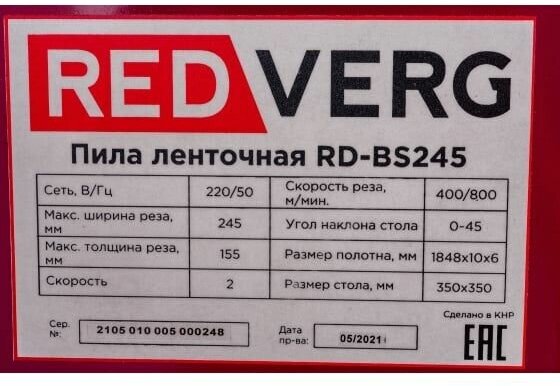 REDVERG
Пила ленточная RD-BS245
Сеть, В/Гц 220/50 Скорость реза, м/мин. 400/800
Макс. ширина реза, мм 245 Угол наклона стола 0-45
Макс. толщина реза, мм 155 Размер полотна, мм 1848x10x6
Скорость 2 Размер стола, мм 350x350
Сер. №: 2105 010 005 000248 Дата пр-ва: 05/2021 Сделано в КНР
EAC